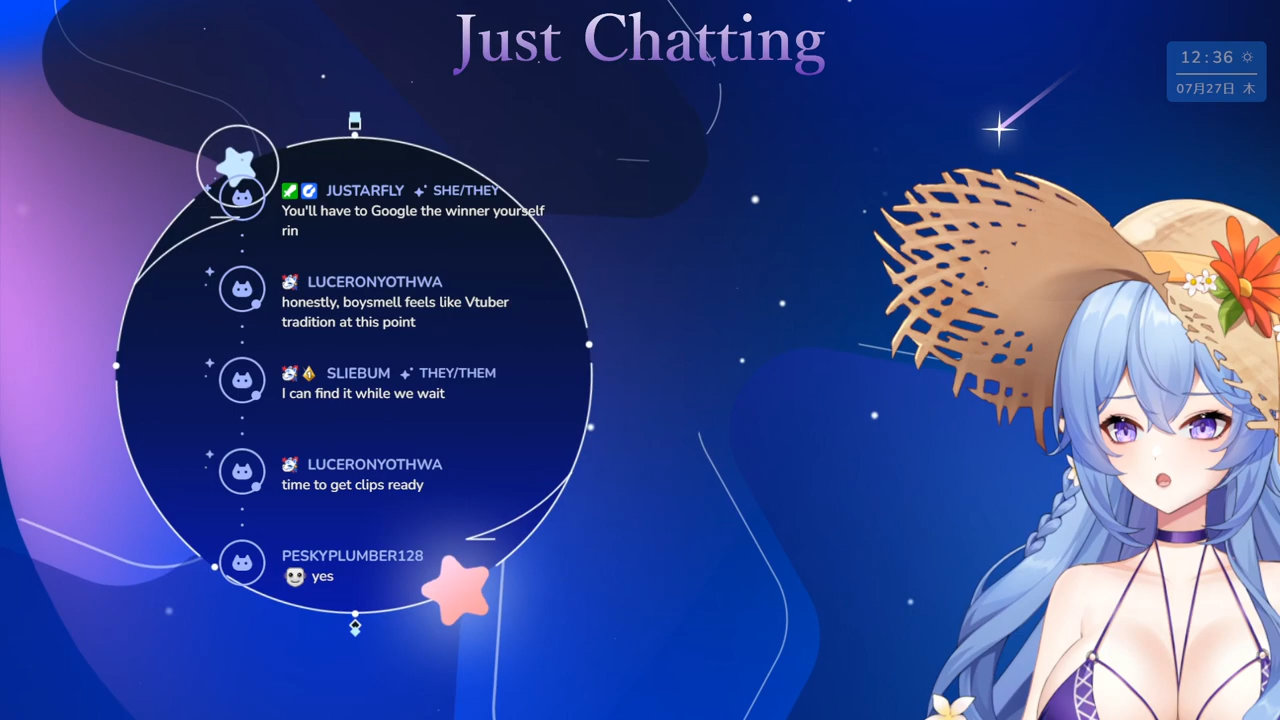 Just Chatting
12:36
07月27日 木
JUSTARFLY SHE/THEY
You'll have to Google the winner yourself
rin
LUCERONYOTHWA
honestly, boysmell feels like Vtuber
tradition at this point
SLIEBUM THEY/THEM
I can find it while we wait
LUCERONYOTHWA
time to get clips ready
PESKYPLUMBER128
yes